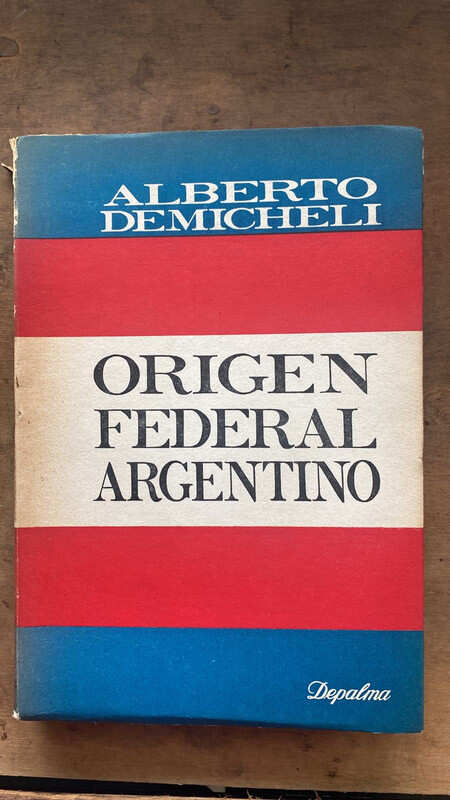 ALBERTO
DEMICHELI
ORIGEN
FEDERAL
ARGENTINO
Depalma